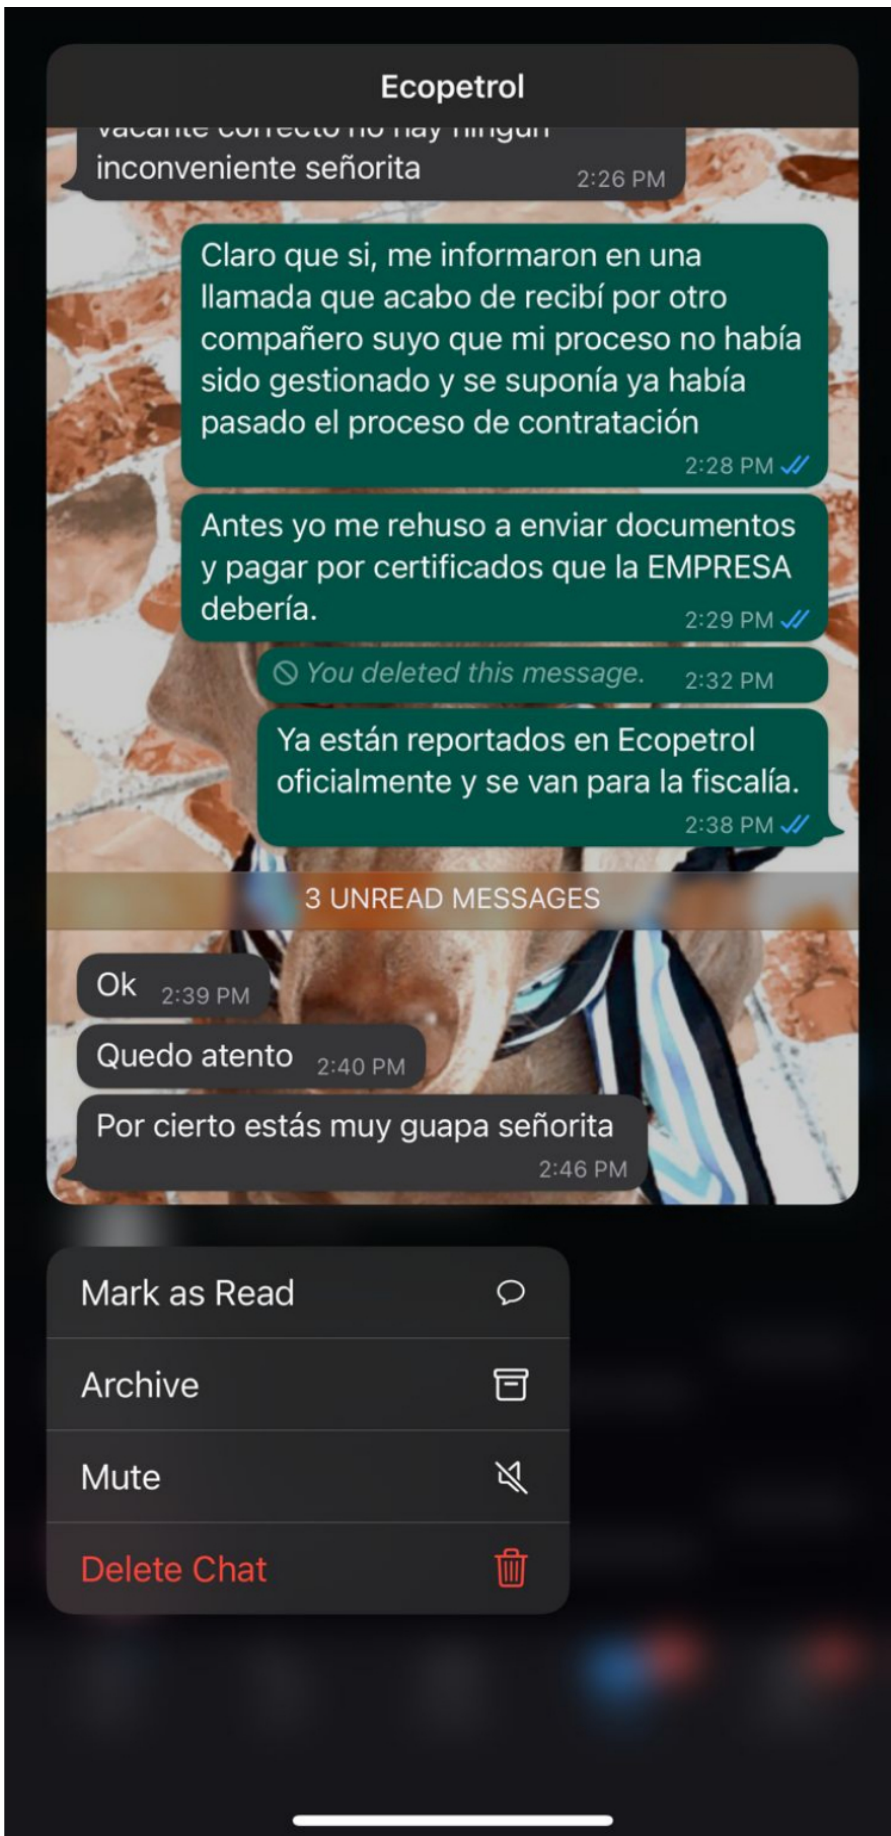 Ecopetrol
vacante correcto no hay ningún
inconveniente señorita
2:26 PM
Claro que si, me informaron en una
llamada que acabo de recibí por otro
compañero suyo que mi proceso no había
sido gestionado y se suponía ya había
pasado el proceso de contratación
2:28 PM
Antes yo me rehuso a enviar documentos
y pagar por certificados que la EMPRESA
debería.
2:29 PM
You deleted this message.
2:32 PM
Ya están reportados en Ecopetrol
oficialmente y se van para la fiscalía.
2:38 PM
3 UNREAD MESSAGES
Ok 2:39 PM
Quedo atento 2:40 PM
Por cierto estás muy guapa señorita
2:46 PM
Mark as Read
Archive
Mute
Delete Chat